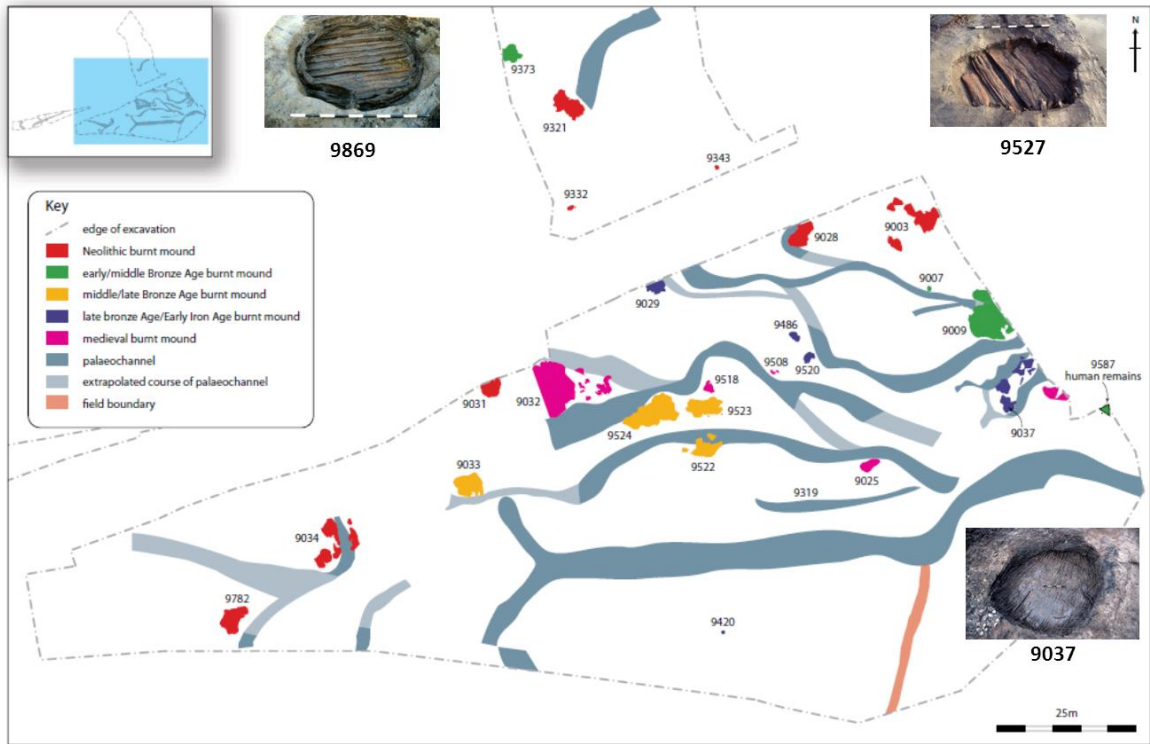 9869
9527
N
9373
9321
9343
9332
Key
edge of excavation
Neolithic burnt mound
early/middle Bronze Age burnt mound
middle/late Bronze Age burnt mound
late bronze Age/Early Iron Age burnt mound
medieval burnt mound
palaeochannel
extrapolated course of palaeochannel
field boundary
9028
9003
9007
9029
9009
9486
9520
9508
9518
9587
human remains
9031
9032
9523
9524
9037
9522
9033
9025
9319
9034
9782
9420
9037
25m